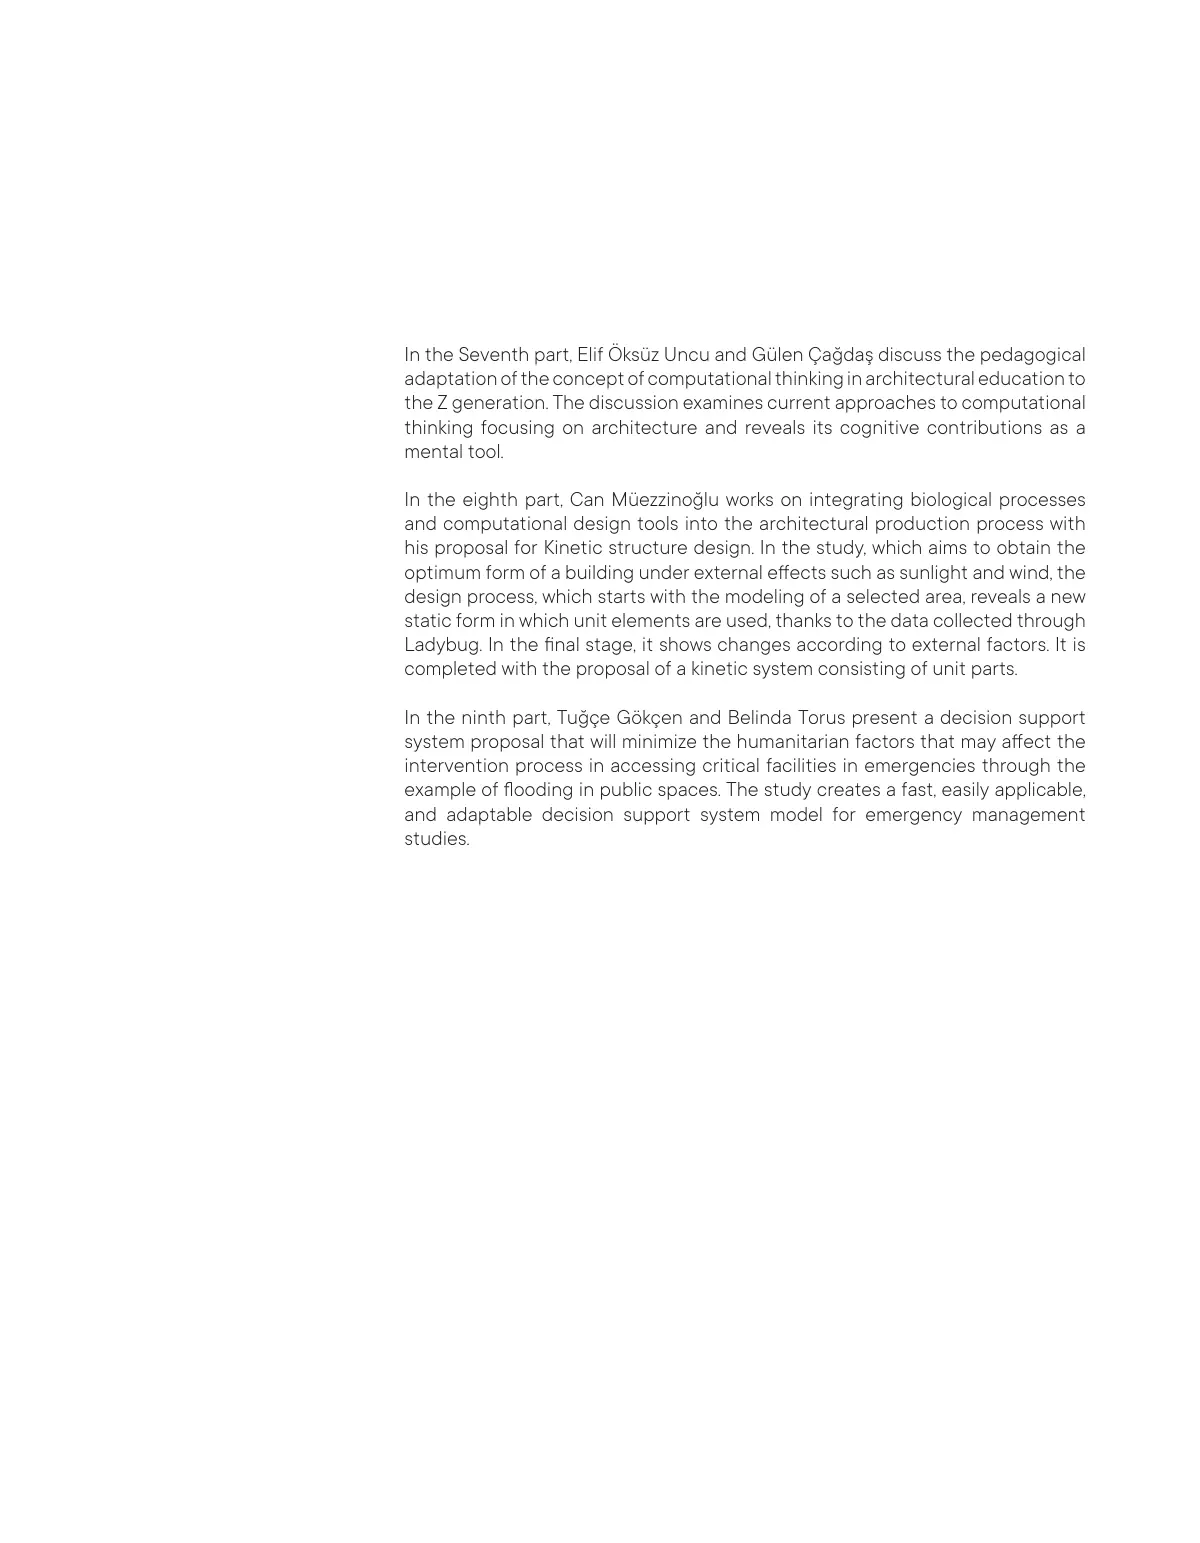 In the Seventh part, Elif Öksüz Uncu and Gülen Çağdaş discuss the pedagogical
adaptation of the concept of computational thinking in architectural education to
the Z generation. The discussion examines current approaches to computational
thinking focusing on architecture and reveals its cognitive contributions as a
mental tool.
In the eighth part, Can Müezzinoğlu works on integrating biological processes
and computational design tools into the architectural production process with
his proposal for Kinetic structure design. In the study, which aims to obtain the
optimum form of a building under external effects such as sunlight and wind, the
design process, which starts with the modeling of a selected area, reveals a new
static form in which unit elements are used, thanks to the data collected through
Ladybug. In the final stage, it shows changes according to external factors. It is
completed with the proposal of a kinetic system consisting of unit parts.
In the ninth part, Tuğçe Gökçen and Belinda Torus present a decision support
system proposal that will minimize the humanitarian factors that may affect the
intervention process in accessing critical facilities in emergencies through the
example of flooding in public spaces. The study creates a fast, easily applicable,
and adaptable decision support system model for emergency management
studies.